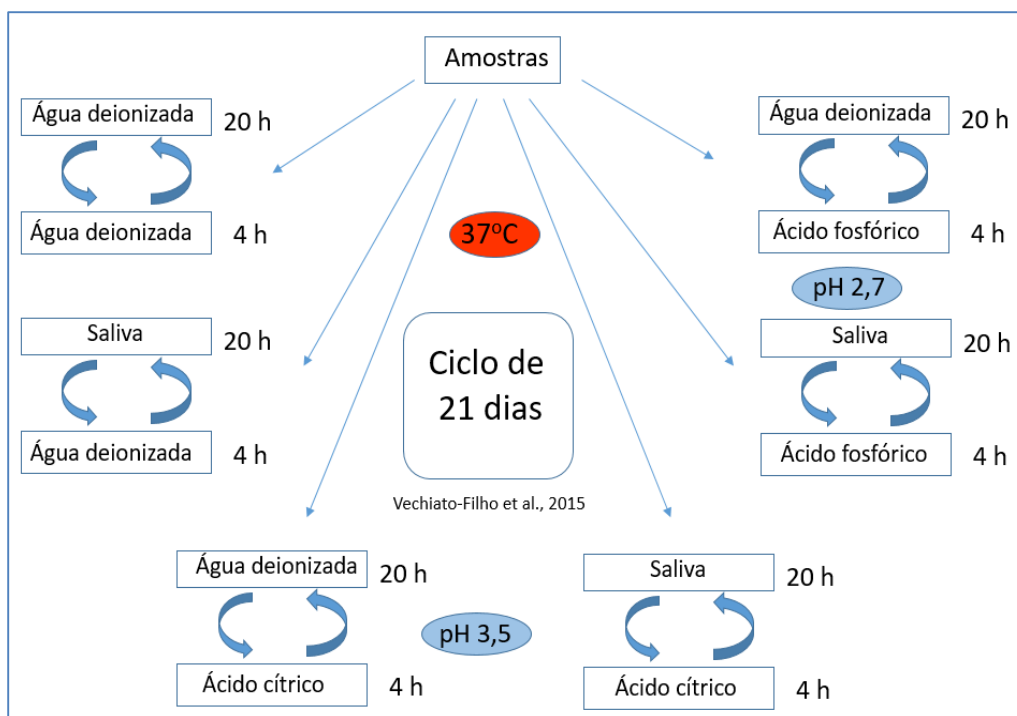 Amostras
Água deionizada
20 h
Água deionizada
4 h
Saliva
20 h
Água deionizada
4 h
37ºC
Ciclo de
21 dias
Vechiato-Filho et al., 2015
Água deionizada
20 h
Ácido fosfórico
4 h
pH 2,7
Saliva
20 h
Ácido fosfórico
4 h
Água deionizada
20 h
Ácido cítrico
4 h
pH 3,5
Saliva
20 h
Ácido cítrico
4 h